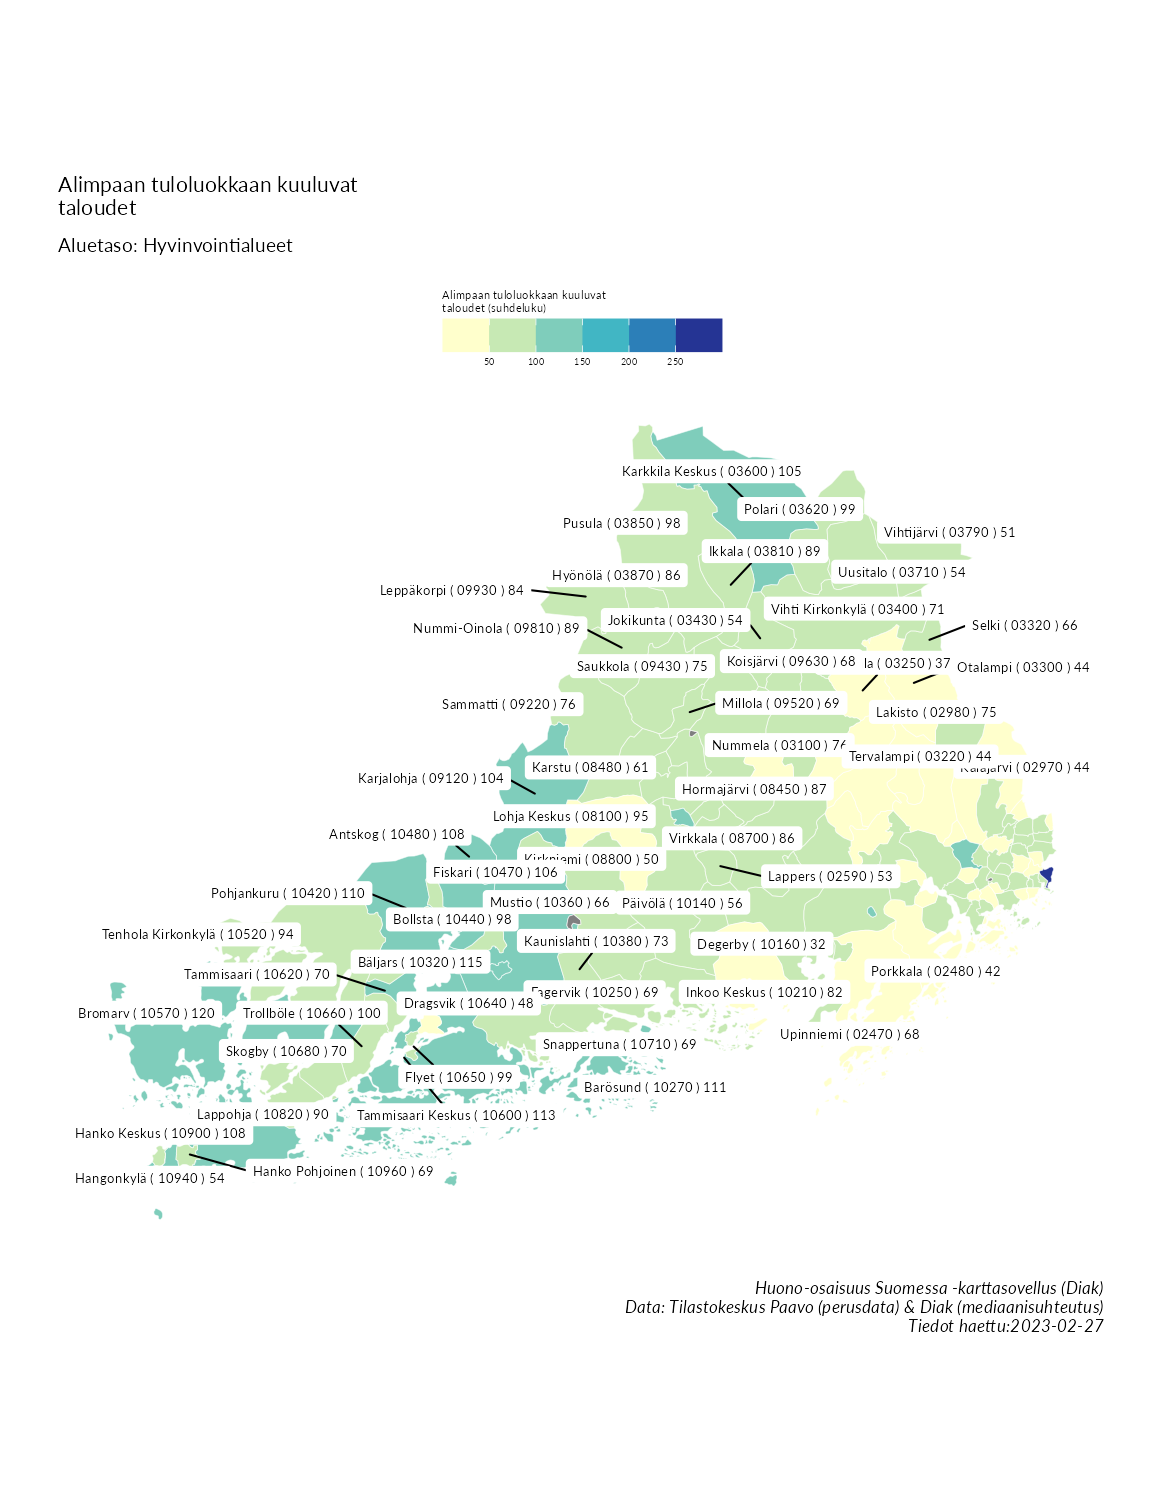 Alimpaan tuloluokkaan kuuluvat
taloudet
Aluetaso: Hyvinvointialueet
Alimpaan tuloluokkaan kuuluvat
taloudet (suhdeluku)
50 100 150 200 250
Karkkila Keskus ( 03600 ) 105
Polari ( 03620 ) 99
Pusula ( 03850 ) 98
Vihtijärvi ( 03790 ) 51
Ikkala ( 03810 ) 89
Hyönölä ( 03870 ) 86
Uusitalo ( 03710 ) 54
Leppäkorpi ( 09930 ) 84
Vihti Kirkonkylä ( 03400 ) 71
Jokikunta ( 03430 ) 54
Selki ( 03320 ) 66
Nummi-Oinola ( 09810 ) 89
Koisjärvi ( 09630 ) 68
la ( 03250 ) 37
Saukkola ( 09430 ) 75
Otalampi ( 03300 ) 44
Sammatti ( 09220 ) 76
Millola ( 09520 ) 69
Lakisto ( 02980 ) 75
Nummela ( 03100 ) 76
Tervalampi ( 03220 ) 44
Karstu ( 08480 ) 61
Kalajärvi ( 02970 ) 44
Karjalohja ( 09120 ) 104
Hormajärvi ( 08450 ) 87
Lohja Keskus ( 08100 ) 95
Antskog ( 10480 ) 108
Virkkala ( 08700 ) 86
Kirkniemi ( 08800 ) 50
Fiskari ( 10470 ) 106
Lappers ( 02590 ) 53
Pohjankuru ( 10420 ) 110
Mustio ( 10360 ) 66
Päivölä ( 10140 ) 56
Bollsta ( 10440 ) 98
Tenhola Kirkonkylä ( 10520 ) 94
Kaunislahti ( 10380 ) 73
Degerby ( 10160 ) 32
Bäljars ( 10320 ) 115
Tammisaari ( 10620 ) 70
Porkkala ( 02480 ) 42
Fagervik ( 10250 ) 69
Inkoo Keskus ( 10210 ) 82
Dragsvik ( 10640 ) 48
Bromarv ( 10570 ) 120
Trollböle ( 10660 ) 100
Upinniemi ( 02470 ) 68
Snappertuna ( 10710 ) 69
Skogby ( 10680 ) 70
Flyet ( 10650 ) 99
Barösund ( 10270 ) 111
Lappohja ( 10820 ) 90
Tammisaari Keskus ( 10600 ) 113
Hanko Keskus ( 10900 ) 108
Hanko Pohjoinen ( 10960 ) 69
Hangonkylä ( 10940 ) 54
Huono-osaisuus Suomessa -karttasovellus (Diak)
Data: Tilastokeskus Paavo (perusdata) & Diak (mediaanisuhteutus)
Tiedot haettu:2023-02-27